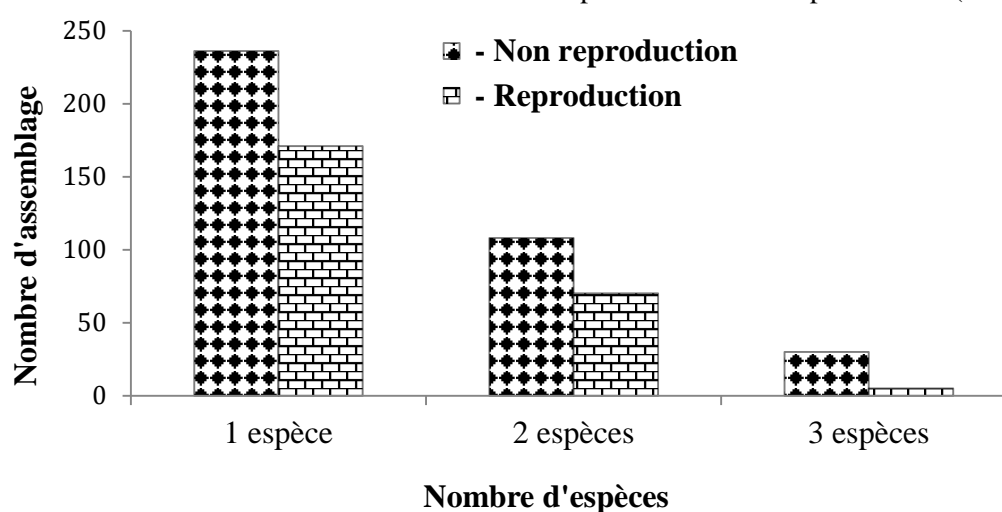 250
200
150
100
50
0
Nombre d'assemblage
- Non reproduction
- Reproduction
1 espèce
2 espèces
3 espèces
Nombre d'espèces